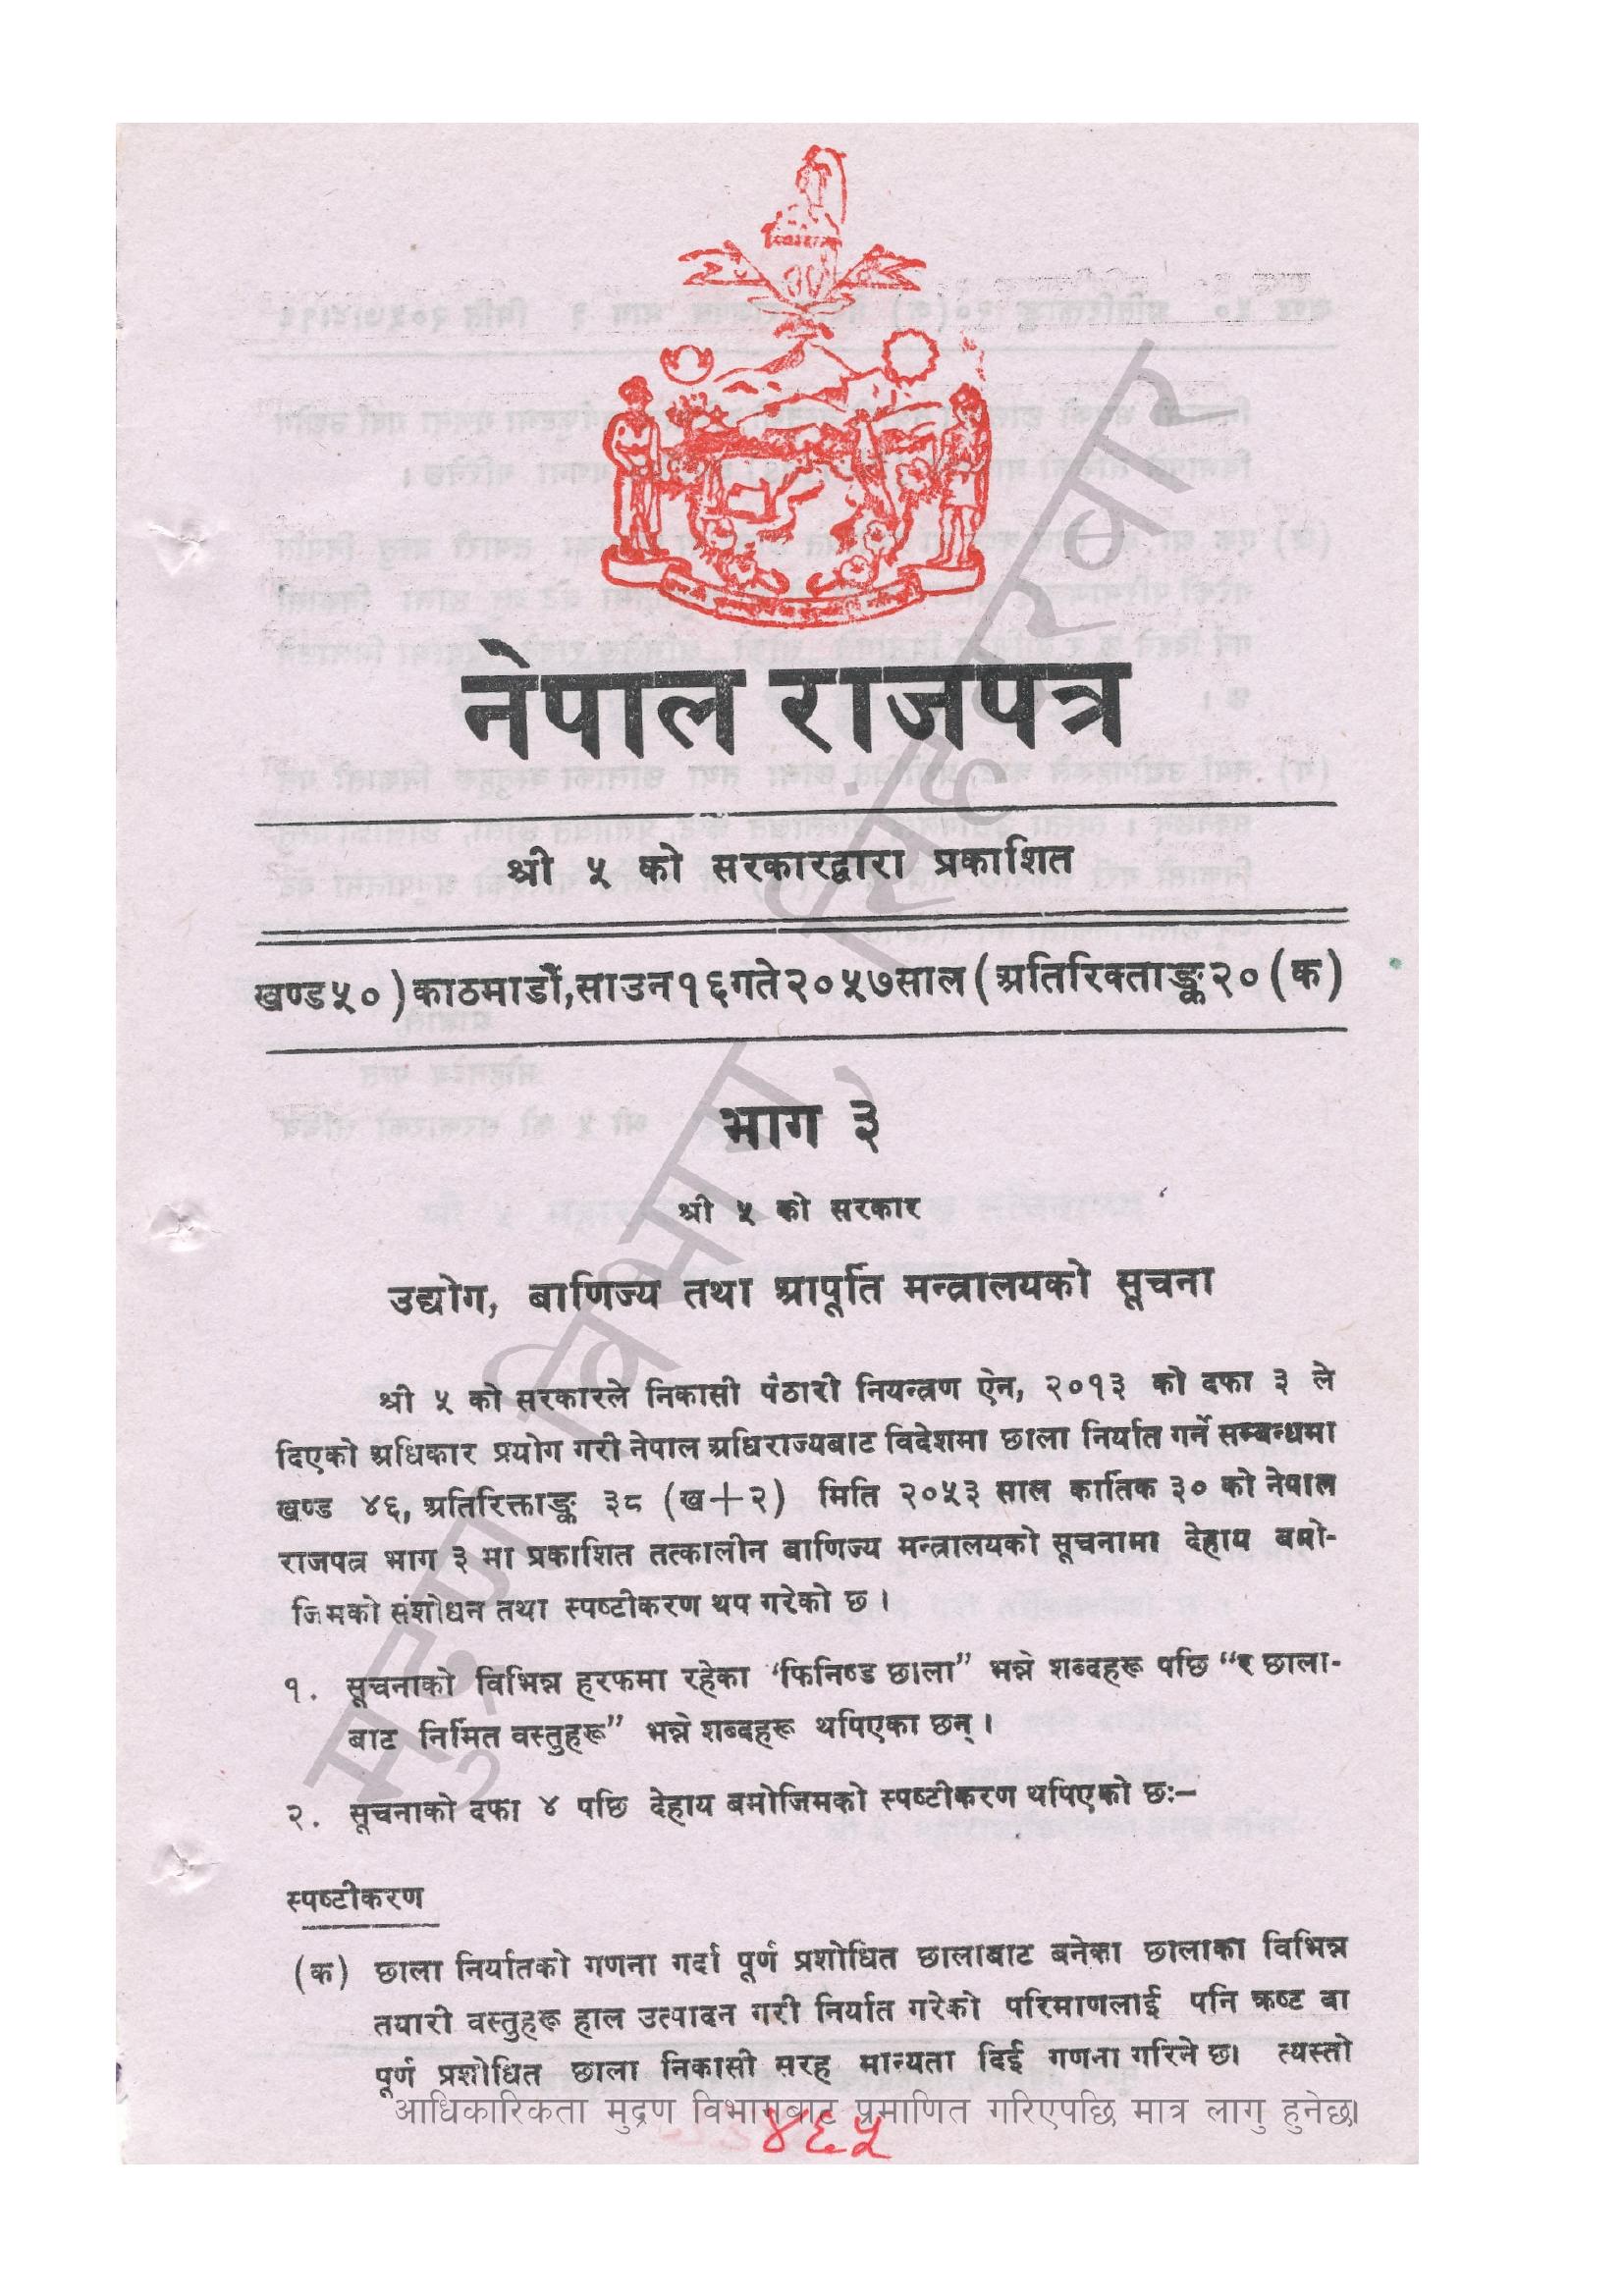 नेपाल राजपत्र
श्री ५ को सरकारद्वारा प्रकाशित
खण्ड ५०) काठमाडौं, साउन १६ गते २०५७ साल (अतिरिक्ताङ्क २० (क)
भाग ३
श्री ५ को सरकार
उद्योग, बाणिज्य तथा आपूर्ति मन्त्रालयको सूचना
श्री ५ को सरकारले निकासी पैठारी नियन्त्रण ऐन, २०१३ को दफा ३ ले
दिएको अधिकार प्रयोग गरी नेपाल अधिराज्यबाट विदेशमा छाला निर्यात गर्ने सम्बन्धमा
खण्ड ४६, अतिरिक्ताङ्क ३८ (ख+२) मिति २०५३ साल कार्तिक ३० को नेपाल
राजपत्र भाग ३ मा प्रकाशित तत्कालीन बाणिज्य मन्त्रालयको सूचनामा देहाय बमो-
जिमको संशोधन तथा स्पष्टीकरण थप गरेको छ ।
१. सूचनाको विभिन्न हरफमा रहेका "फिनिष्ड छाला" भन्ने शब्दहरू पछि "र छाला-
बाट निर्मित वस्तुहरू" भन्ने शब्दहरू थपिएका छन् ।
२. सूचनाको दफा ४ पछि देहाय बमोजिमको स्पष्टीकरण थपिएको छः–
स्पष्टीकरण
(क) छाला निर्यातको गणना गर्दा पूर्ण प्रशोधित छालाबाट बनेका छालाका विभिन्न
तयारी वस्तुहरू हाल उत्पादन गरी निर्यात गरेको परिमाणलाई पनि क्रष्ट वा
पूर्ण प्रशोधित छाला निकासी सरह मान्यता दिई गणना गरिने छ। त्यस्तो
आधिकारिकता मुद्रण विभागबाट प्रमाणित गरिएपछि मात्र लागु हुनेछ।
४६५
मुद्रण विभाग, सिंहदरबार